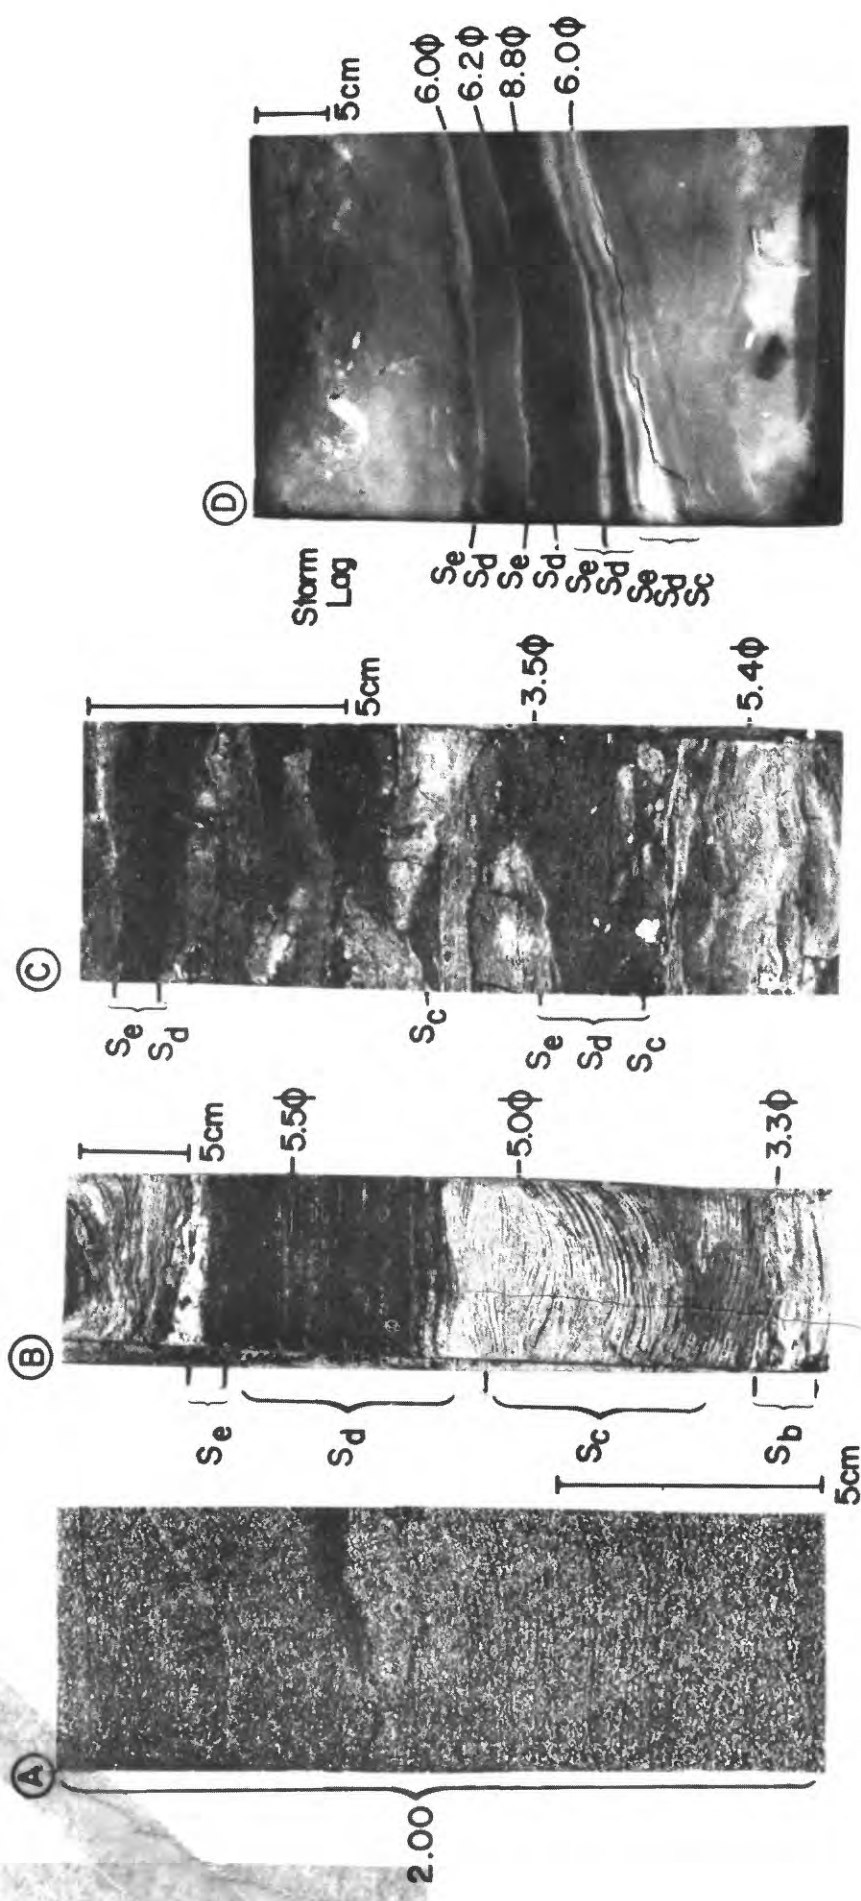 A
2.00
5cm
B
Se
Sd
Sc
Sb
5cm
5.5Φ
5.0Φ
3.3Φ
C
Se
Sd
Sc
Se
Sd
Sc
5cm
3.5Φ
5.4Φ
D
Storm
Lag
Se
Sd
Se
Sd
Se
Sd
Se
Sd
Sc
5cm
6.0Φ
6.2Φ
8.8Φ
6.0Φ